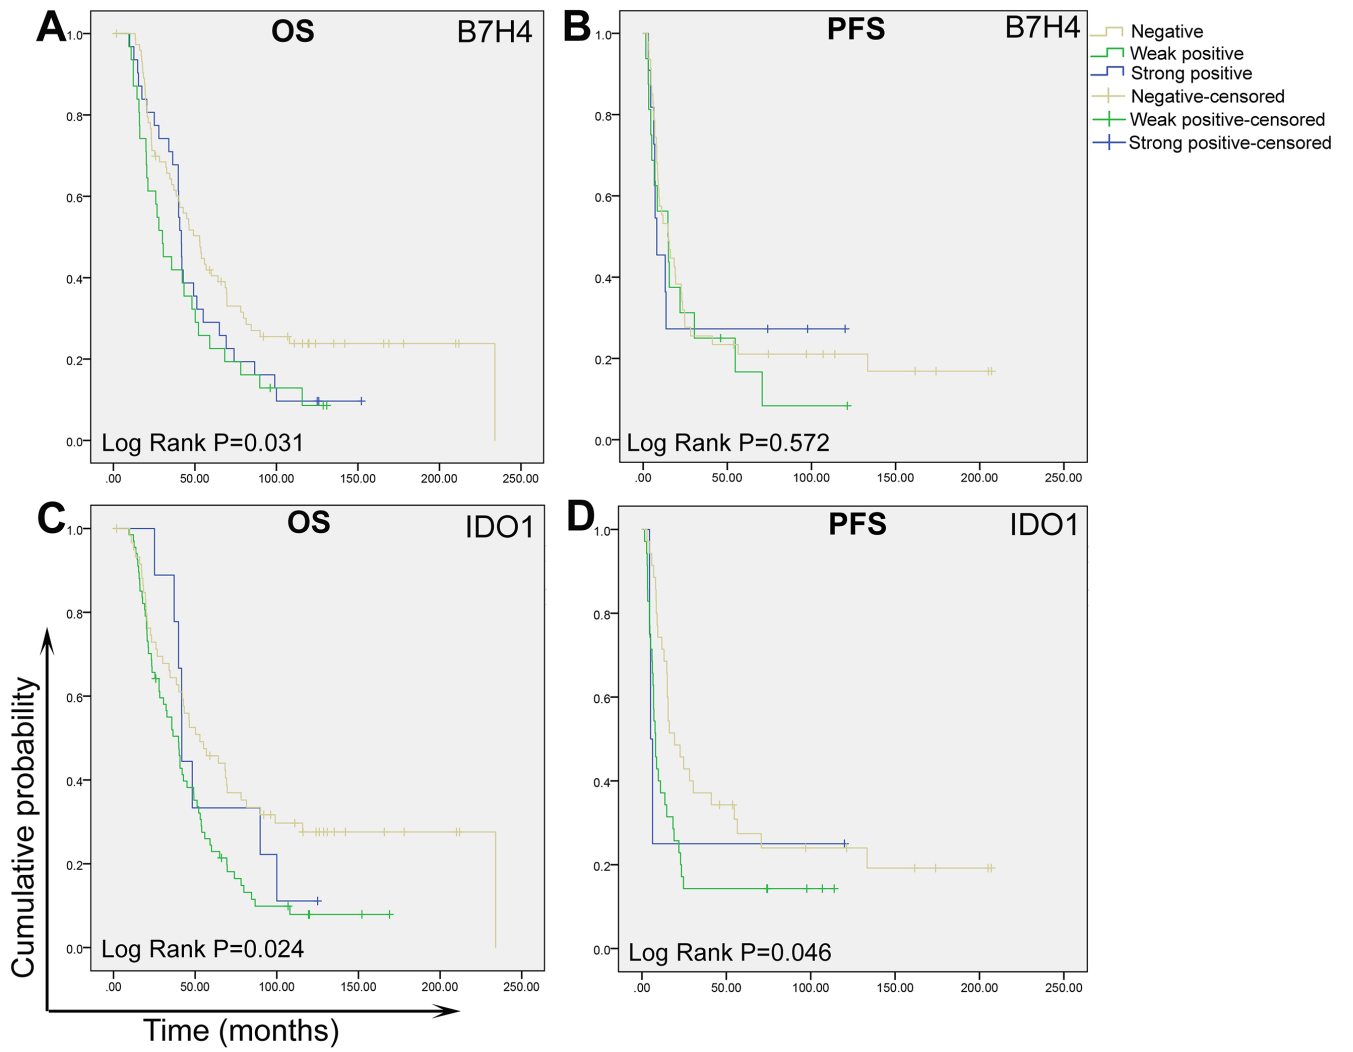 A
OS
B7H4
1.0
0.8
0.6
0.4
0.2
0.0
Log Rank P=0.031
.00 50.00 100.00 150.00 200.00 250.00
B
PFS
B7H4
1.0
0.8
0.6
0.4
0.2
0.0
Log Rank P=0.572
.00 50.00 100.00 150.00 200.00 250.00
Negative
Weak positive
Strong positive
Negative-censored
Weak positive-censored
Strong positive-censored
C
OS
IDO1
1.0
0.8
0.6
0.4
0.2
0.0
Log Rank P=0.024
.00 50.00 100.00 150.00 200.00 250.00
D
PFS
IDO1
1.0
0.8
0.6
0.4
0.2
0.0
Log Rank P=0.046
.00 50.00 100.00 150.00 200.00 250.00
Cumulative probability
Time (months)